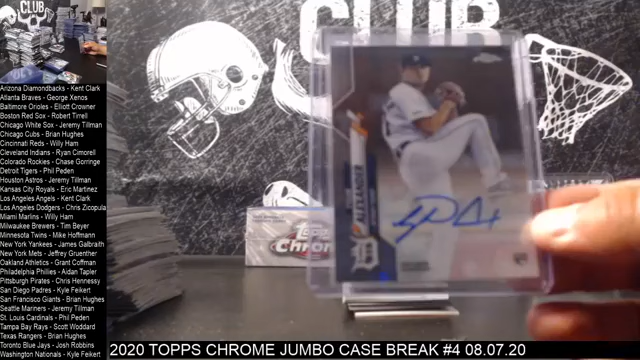 CLUB
CLUB
Arizona Diamondbacks - Kent Clark
Atlanta Braves - George Xenos
Baltimore Orioles - Elliott Crowner
Boston Red Sox - Robert Tirrell
Chicago White Sox - Jeremy Tillman
Chicago Cubs - Brian Hughes
Cincinnati Reds - Willy Ham
Cleveland Indians - Ryan Cimorell
Colorado Rockies - Chase Gorringe
Detroit Tigers - Phil Peden
Houston Astros - Jeremy Tillman
Kansas City Royals - Eric Martinez
Los Angeles Angels - Kent Clark
Los Angeles Dodgers - Chris Zicopula
Miami Marlins - Willy Ham
Milwaukee Brewers - Tim Beyer
Minnesota Twins - Mike Hoffmann
New York Yankees - James Galbraith
New York Mets - Jeffrey Gruenther
Oakland Athletics - Grant Coffman
Philadelphia Phillies - Aidan Tapler
Pittsburgh Pirates - Chris Hennessy
San Diego Padres - Kyle Feikert
San Francisco Giants - Brian Hughes
Seattle Mariners - Jeremy Tillman
St. Louis Cardinals - Phil Peden
Tampa Bay Rays - Scott Woddard
Texas Rangers - Brian Hughes
Toronto Blue Jays - Josh Robbins
Washington Nationals - Kyle Feikert
ALEXANDER
Chrome
2020 TOPPS CHROME JUMBO CASE BREAK #4 08.07.20